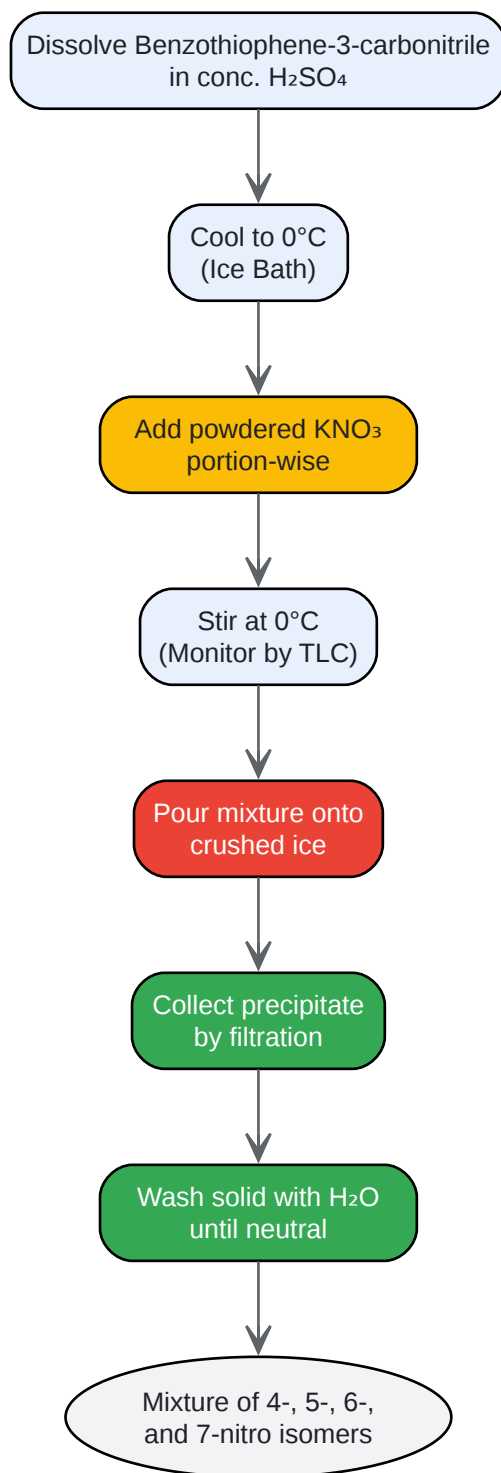 Dissolve Benzothiophene-3-carbonitrile
in conc. H₂SO₄
Cool to 0°C
(Ice Bath)
Add powdered KNO₃
portion-wise
Stir at 0°C
(Monitor by TLC)
Pour mixture onto
crushed ice
Collect precipitate
by filtration
Wash solid with H₂O
until neutral
Mixture of 4-, 5-, 6-,
and 7-nitro isomers